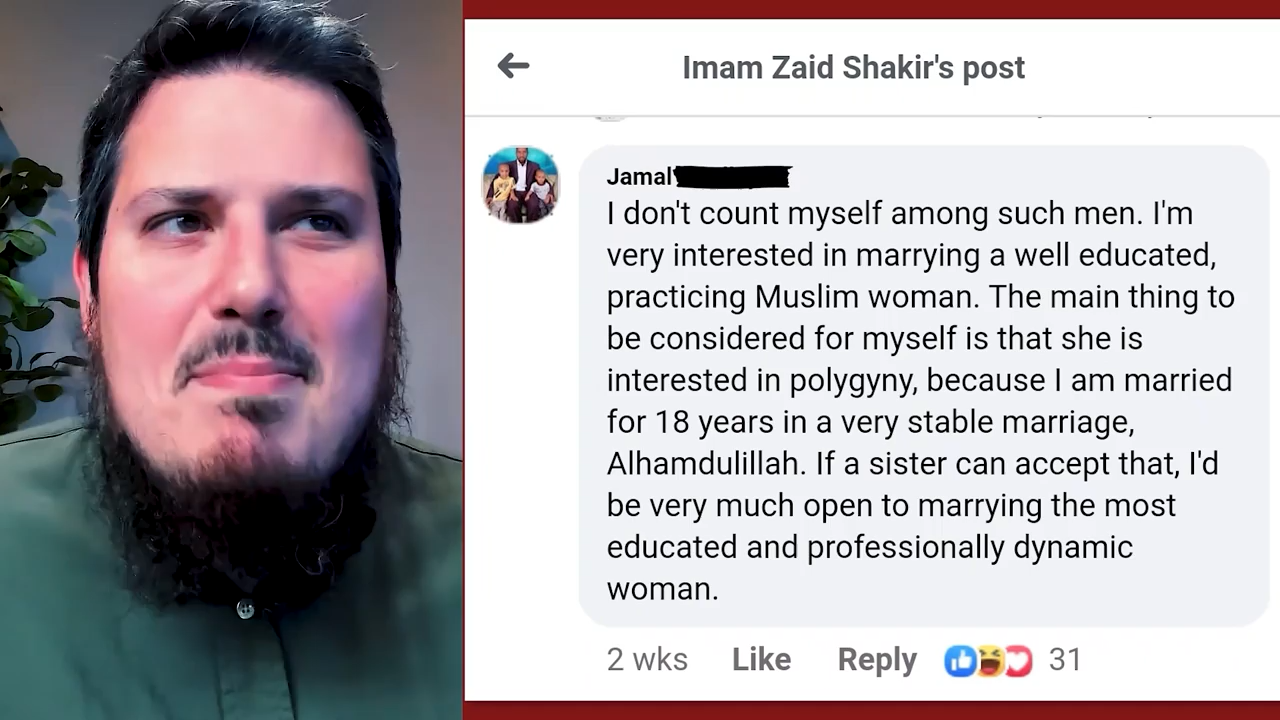 Imam Zaid Shakir's post
Jamal
I don't count myself among such men. I'm
very interested in marrying a well educated,
practicing Muslim woman. The main thing to
be considered for myself is that she is
interested in polygyny, because I am married
for 18 years in a very stable marriage,
Alhamdulillah. If a sister can accept that, I'd
be very much open to marrying the most
educated and professionally dynamic
woman.
2 wks Like Reply 31